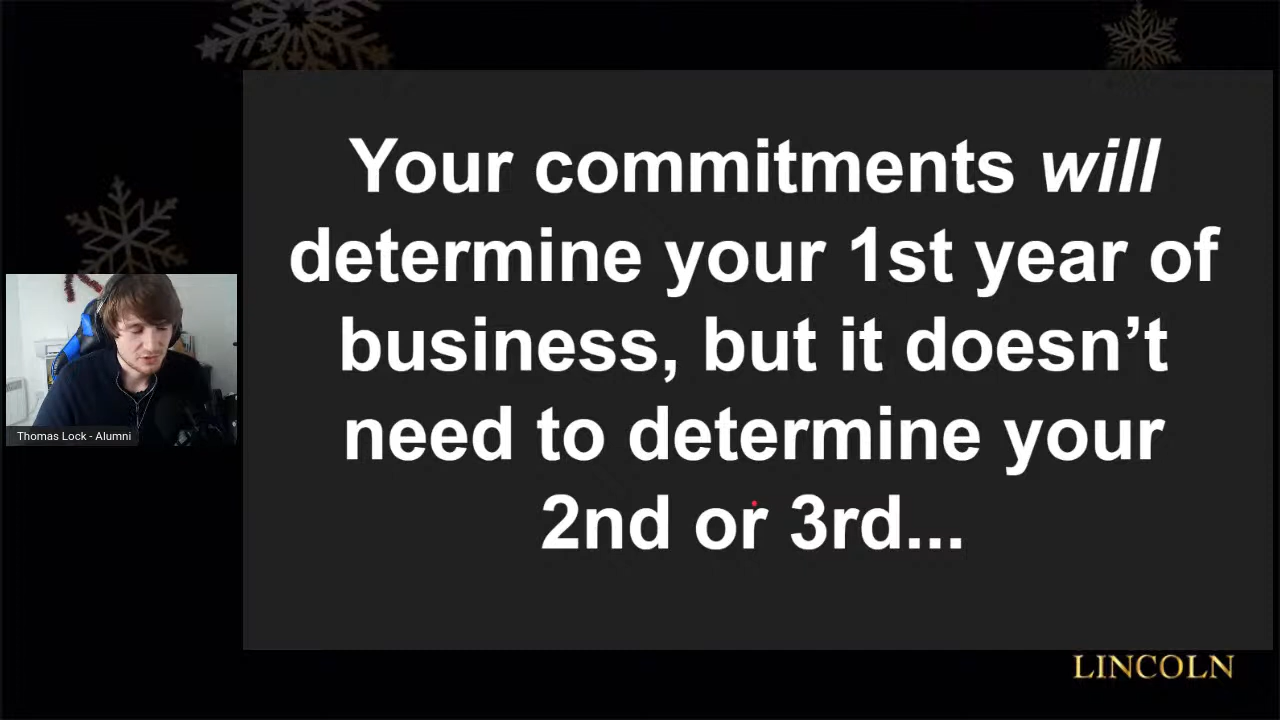 Your commitments will
determine your 1st year of
business, but it doesn’t
need to determine your
2nd or 3rd...
Thomas Lock - Alumni
LINCOLN